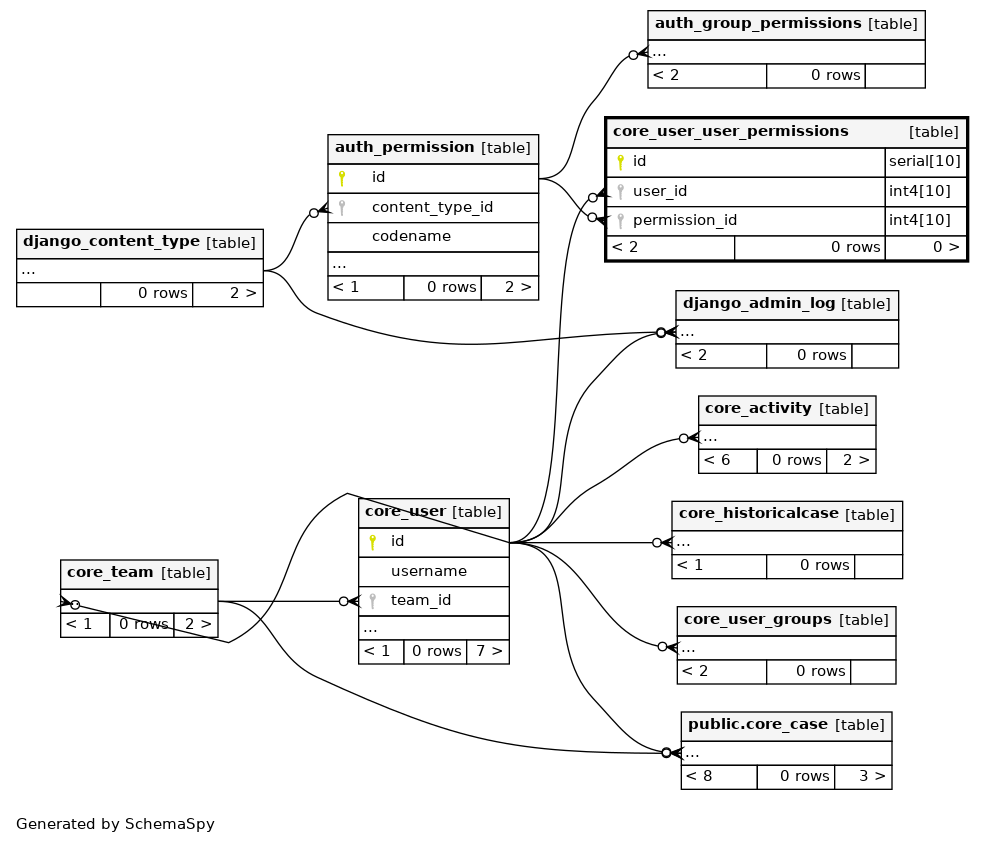 auth_group_permissions [table]
...
< 2 0 rows
core_user_user_permissions [table]
id serial[10]
user_id int4[10]
permission_id int4[10]
< 2 0 rows 0 >
auth_permission [table]
id
content_type_id
codename
...
< 1 0 rows 2 >
django_content_type [table]
...
0 rows 2 >
django_admin_log [table]
...
< 2 0 rows
core_activity [table]
...
< 6 0 rows 2 >
core_user [table]
id
username
team_id
...
< 1 0 rows 7 >
core_historicalcase [table]
...
< 1 0 rows
core_team [table]
...
< 1 0 rows 2 >
core_user_groups [table]
...
< 2 0 rows
public.core_case [table]
...
< 8 0 rows 3 >
Generated by SchemaSpy